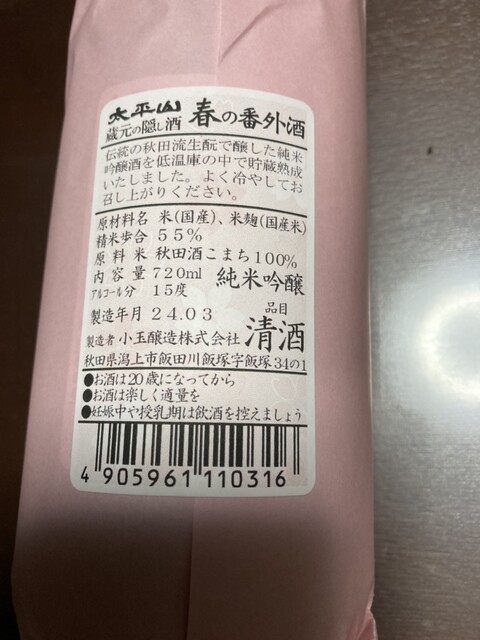 太平山
蔵元の隠し酒 春の番外酒
伝統の秋田流生酛で醸した純米
吟醸酒を低温庫の中で貯蔵熟成
いたしました。よく冷やしてお
召し上がりください。
原材料名 米(国産)、米麹(国産米)
精米歩合 55%
原料米 秋田酒こまち100%
内容量 720ml 純米吟醸
アルコール分 15度
製造年月 24.03
品目
清酒
製造者 小玉醸造株式会社
秋田県潟上市飯田川飯塚字飯塚34の1
●お酒は20歳になってから
●お酒は楽しく適量を
●妊娠中や授乳期は飲酒を控えましょう
4 905961 110316